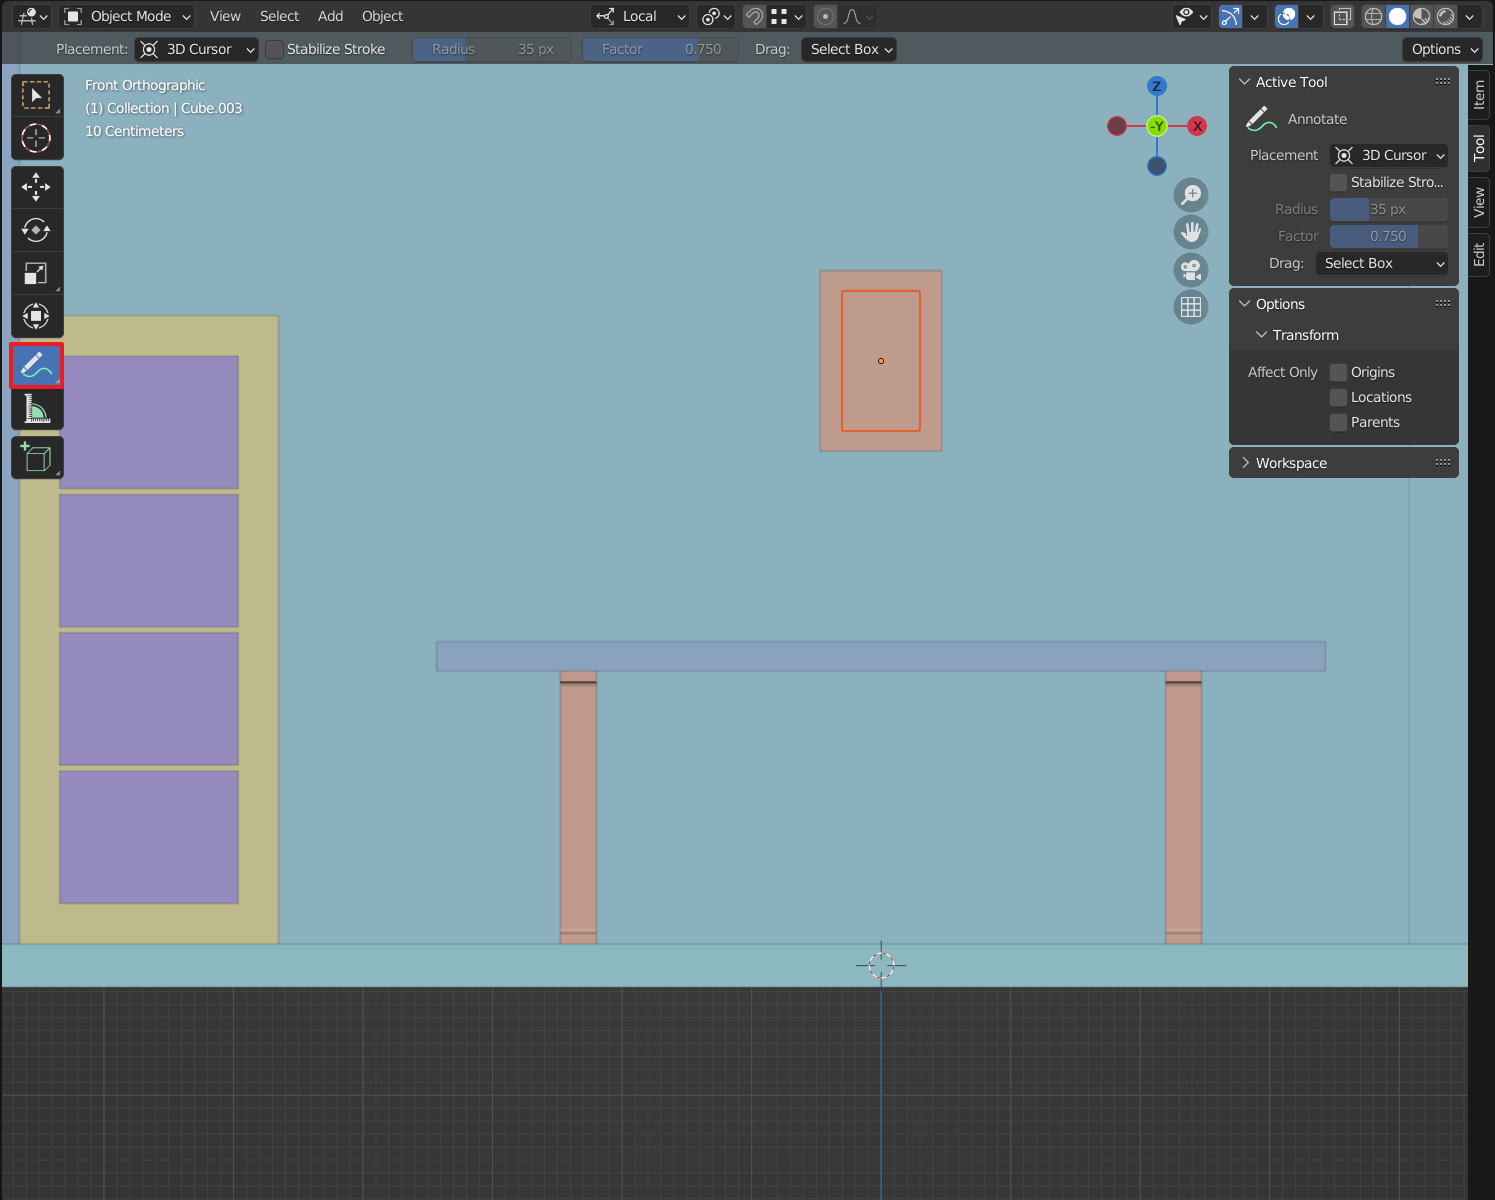 Object Mode View Select Add Object Local
Placement: 3D Cursor Stabilize Stroke Radius 35 px Factor 0.750 Drag: Select Box Options
Front Orthographic
(1) Collection | Cube.003
10 Centimeters
Z
-Y
X
Active Tool
Annotate
Placement 3D Cursor
Stabilize Stro...
Radius 35 px
Factor 0.750
Drag: Select Box
Options
Transform
Affect Only Origins
Locations
Parents
Workspace
Item
Tool
View
Edit